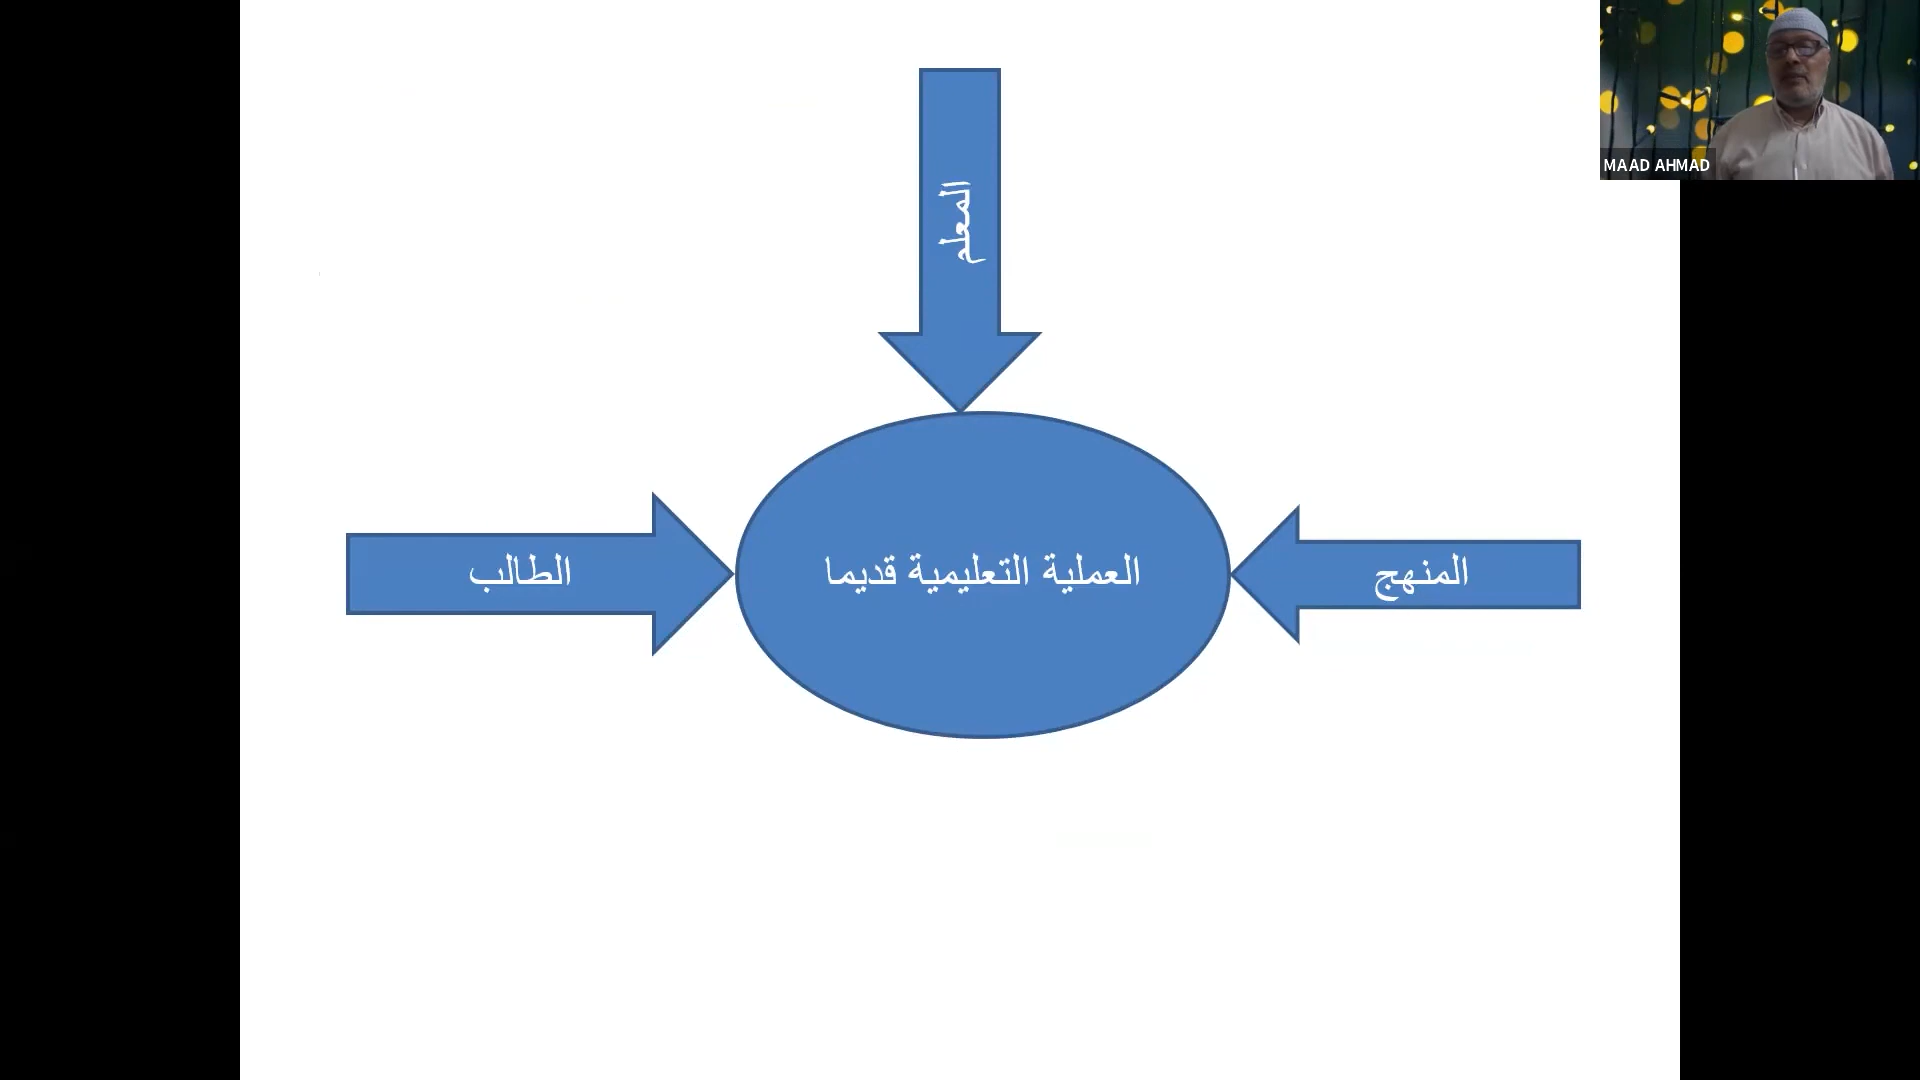 MAAD AHMAD
المعلم
المنهج
العملية التعليمية قديما
الطالب